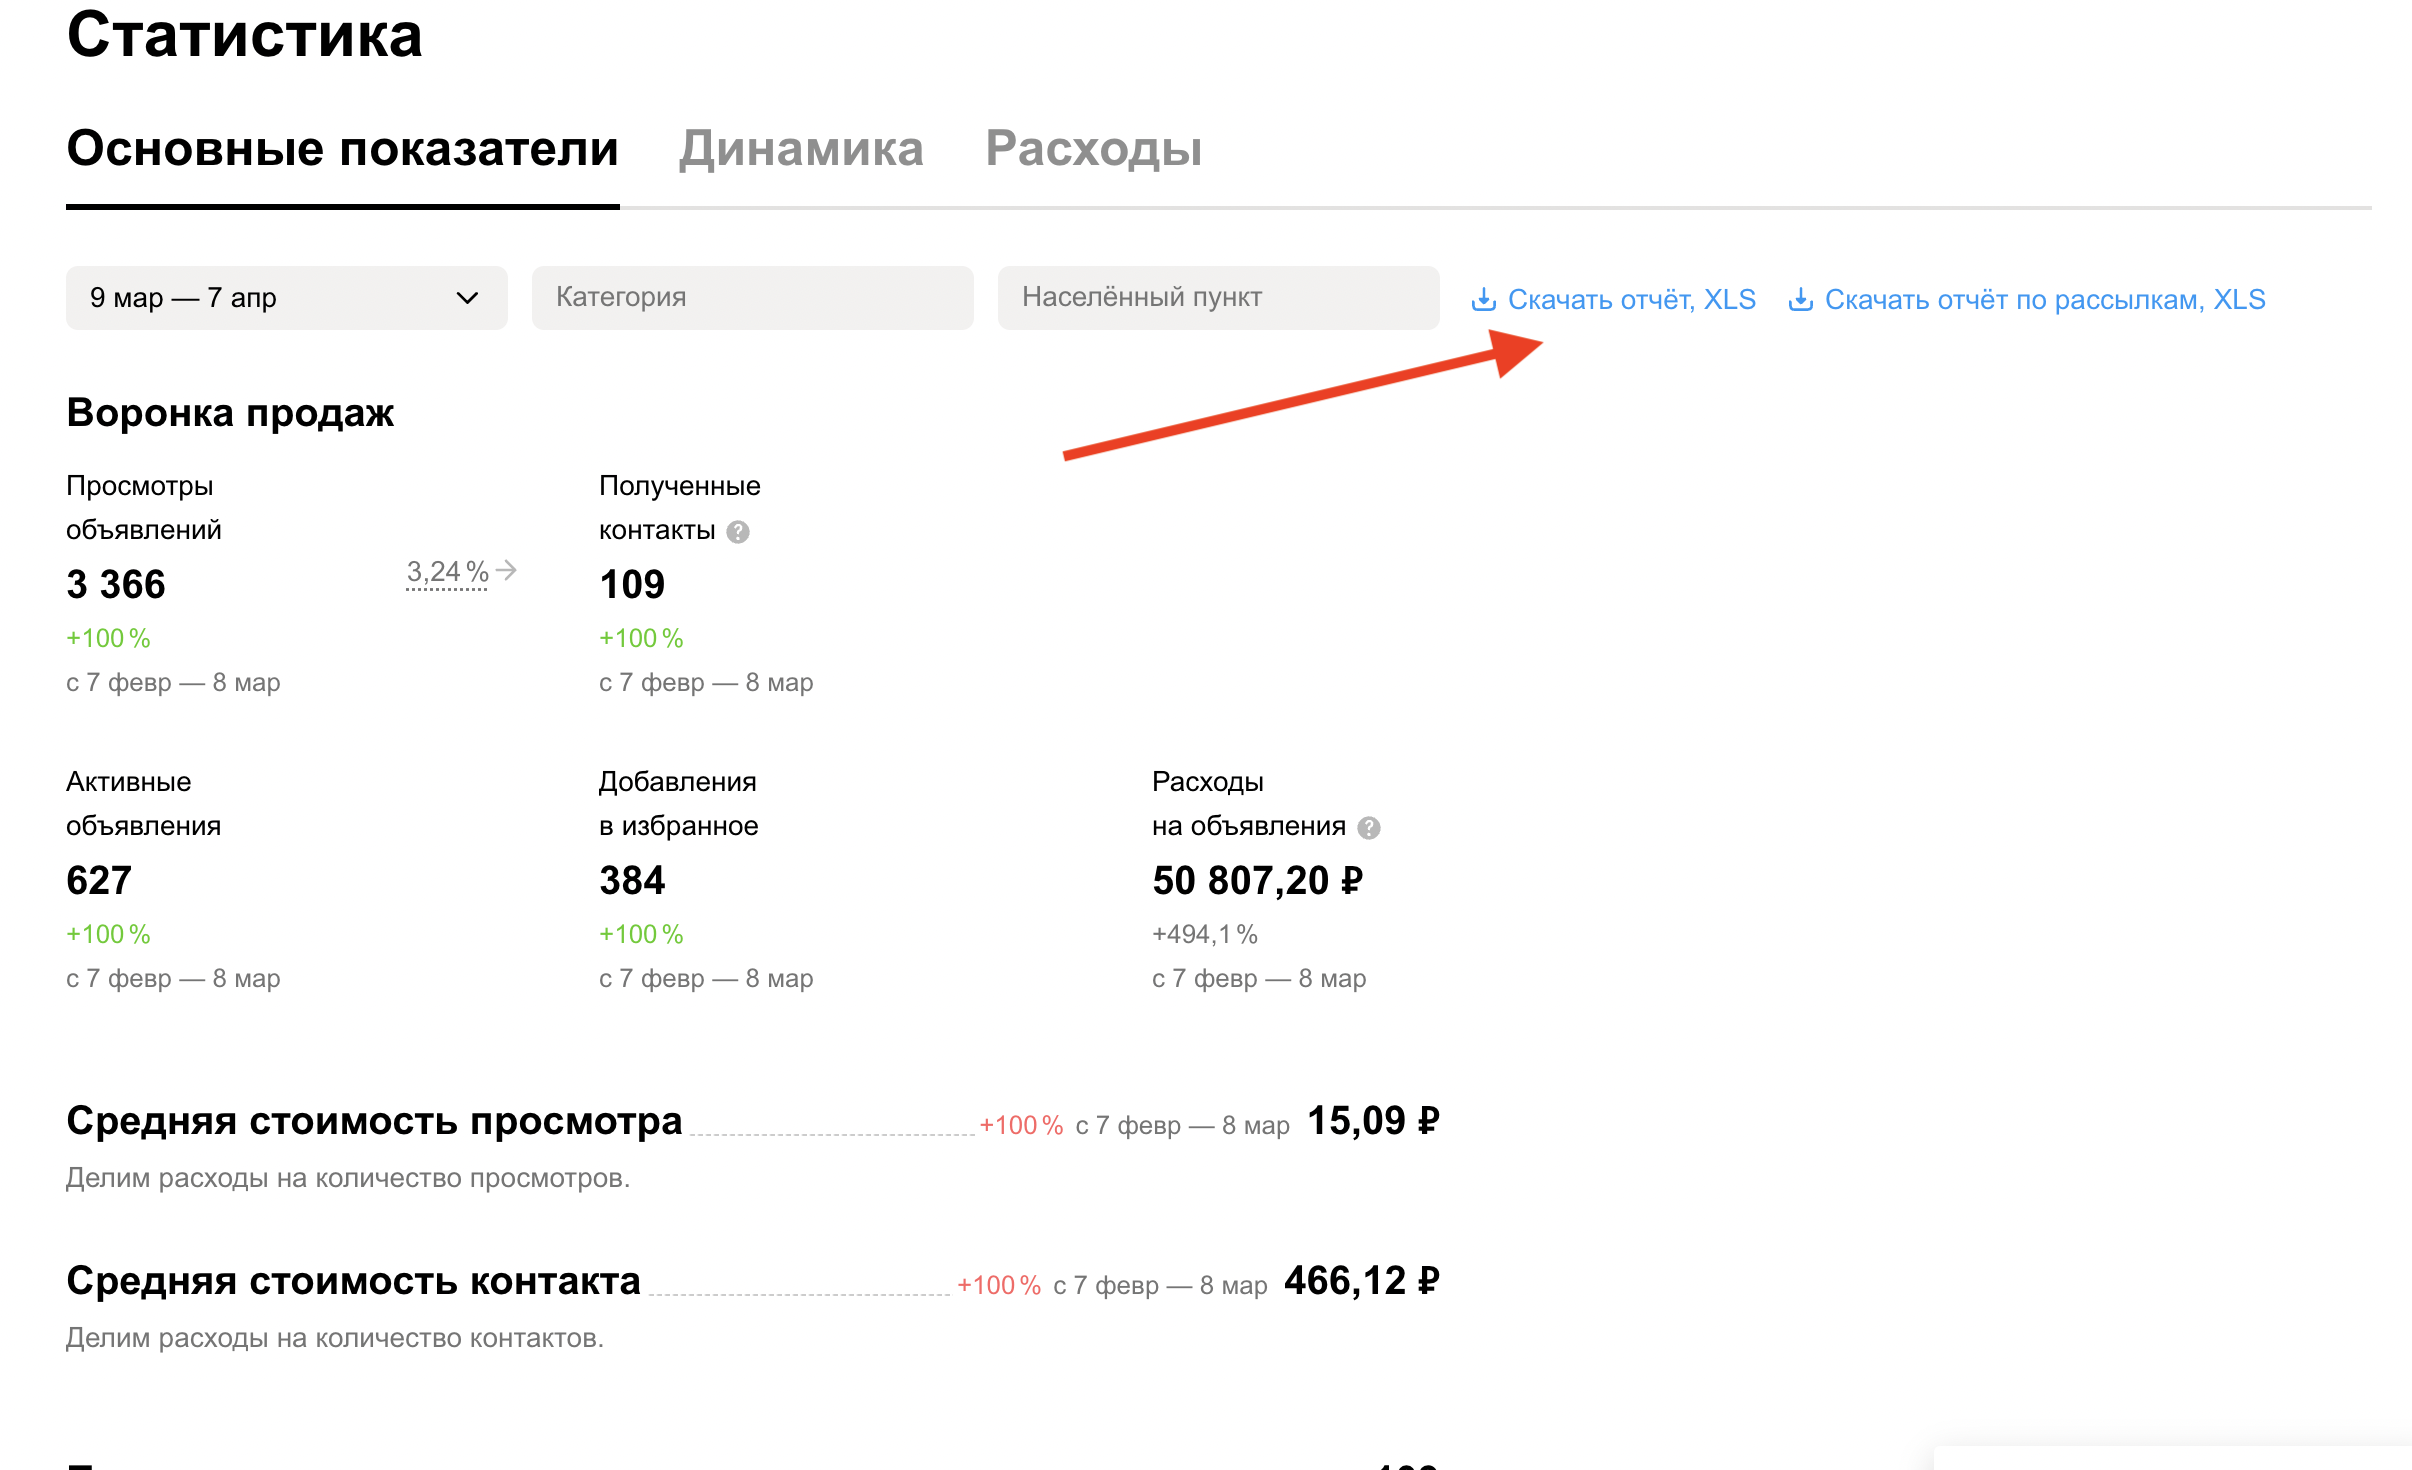 Статистика
Основные показатели Динамика Расходы
9 мар — 7 апр Категория Населённый пункт Скачать отчёт, XLS Скачать отчёт по рассылкам, XLS
Воронка продаж
Просмотры
объявлений
3 366
+100 %
с 7 февр — 8 мар
3,24 %
Полученные
контакты ?
109
+100 %
с 7 февр — 8 мар
Активные
объявления
627
+100 %
с 7 февр — 8 мар
Добавления
в избранное
384
+100 %
с 7 февр — 8 мар
Расходы
на объявления ?
50 807,20 ₽
+494,1 %
с 7 февр — 8 мар
Средняя стоимость просмотра +100 % с 7 февр — 8 мар 15,09 ₽
Делим расходы на количество просмотров.
Средняя стоимость контакта +100 % с 7 февр — 8 мар 466,12 ₽
Делим расходы на количество контактов.